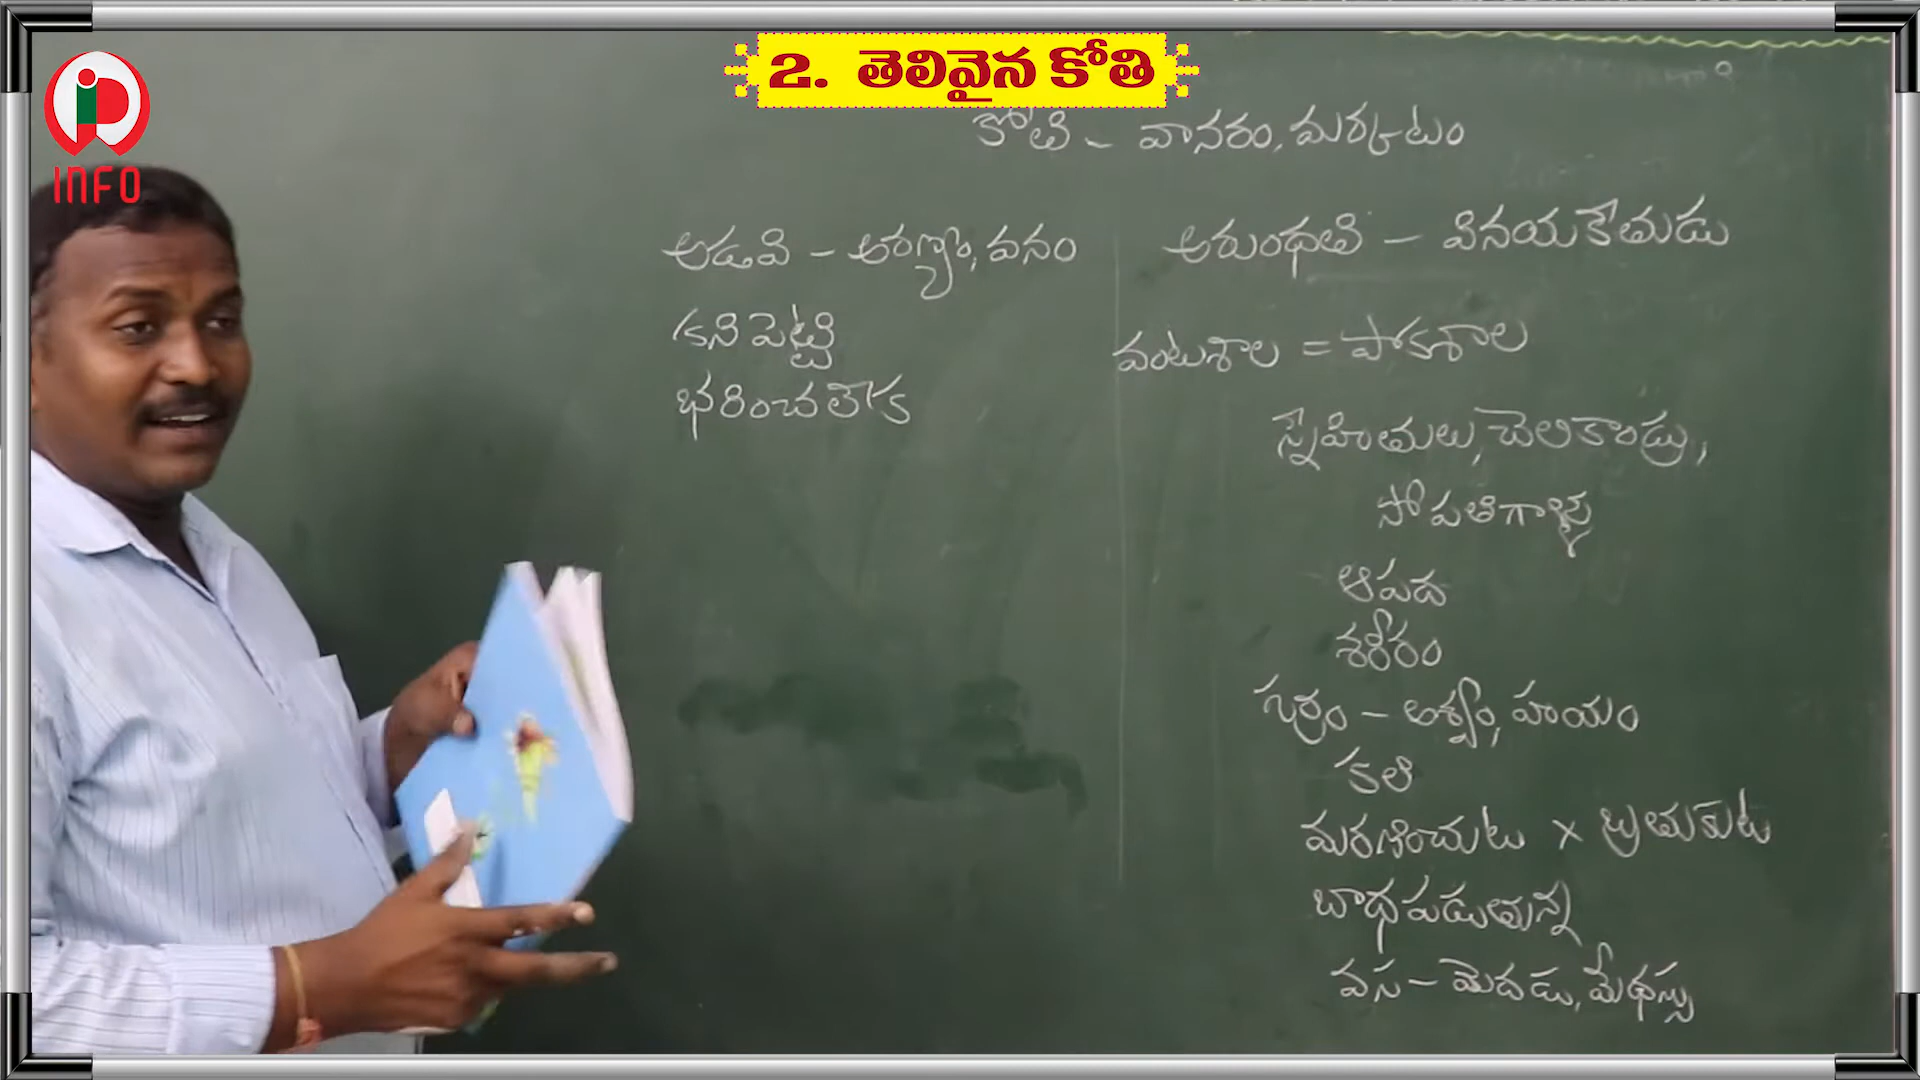 INFO
2. తెలివైన కోతి
కోతి - వానరం, మర్కటం
అడవి - అరణ్యం, వనం
కనిపెట్టి
భరించలేక
అరుంధతి - వినయకేతుడు
వంటశాల = పాకశాల
స్నేహితులు, చెలికాండ్రు,
సోపతిగాళ్ళు
ఆపద
శరీరం
గుర్రం - అశ్వం, హయం
కలి
మరణించుట × బ్రతుకుట
బాధపడుతున్న
వస - మెదడు, మేధస్సు